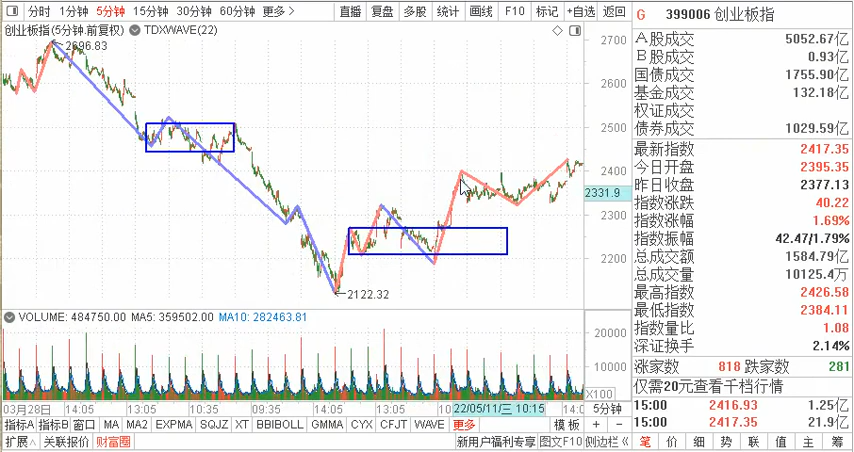 分时 1分钟 5分钟 15分钟 30分钟 60分钟 更多 直播 复盘 多股 统计 画线 F10 标记 +自选 返回
G 399006 创业板指
创业板指(5分钟.前复权) TDXWAVE(22)
2696.83
2700
2600
2500
2400
2331.9
2300
2200
2122.32
VOLUME: 484750.00 MA5: 359502.00 MA10: 282463.81
20000
10000
X100
03月28日 14:05 13:05 10:35 09:35 14:05 13:05 10 22/05/11/三 10:15 14:0 5分钟
指标A 指标B 窗口 MA MA2 EXPMA SQJZ XT BBIBOLL GMMA CYX CFJT WAVE 更多 模板 + −
扩展∧ 关联报价 财富圈 新用户福利专享 图文F10 侧边栏《
A股成交 5052.67亿
B股成交 0.93亿
国债成交 1755.90亿
基金成交 132.18亿
权证成交
债券成交 1029.59亿
最新指数 2417.35
今日开盘 2395.35
昨日收盘 2377.13
指数涨跌 40.22
指数涨幅 1.69%
指数振幅 42.47/1.79%
总成交额 1584.79亿
总成交量 10125.4万
最高指数 2426.58
最低指数 2384.11
指数量比 1.08
深证换手 2.14%
涨家数 818 跌家数 281
仅需20元查看千档行情
15:00 2416.93 1.25亿
15:00 2417.35 21.9亿
笔 价 细 势 联 值 主 筹